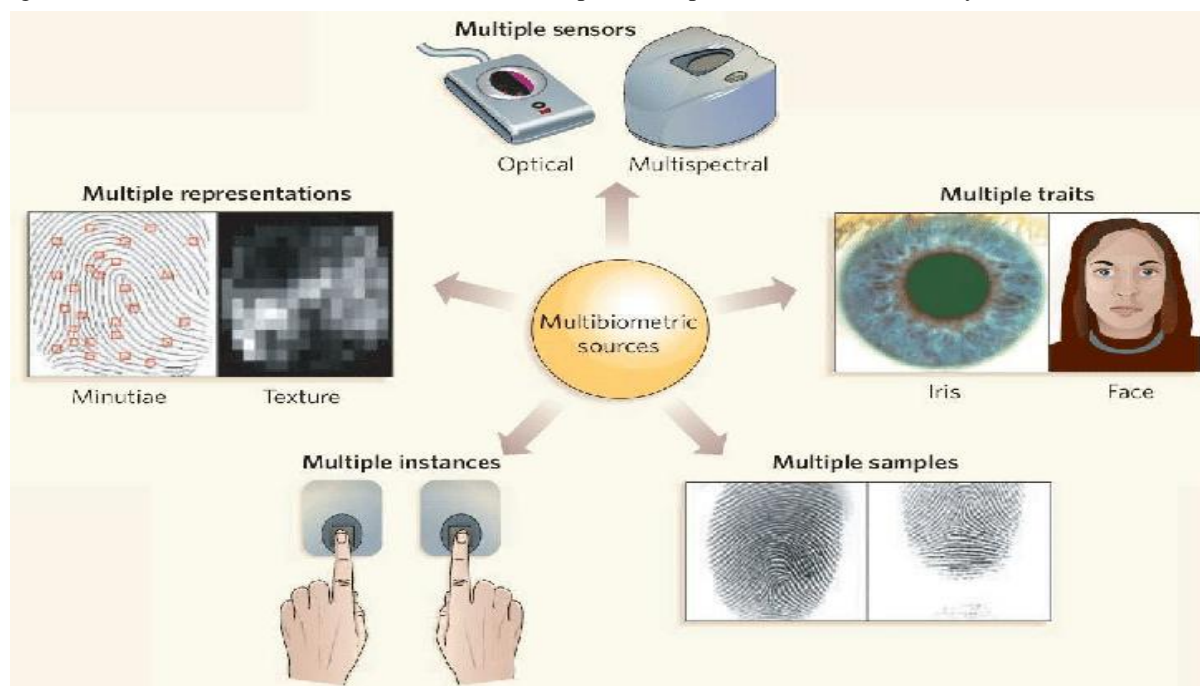 Multiple sensors
Optical
Multispectral
Multiple representations
Multiple traits
Minutiae
Texture
Multibiometric
sources
Iris
Face
Multiple instances
Multiple samples